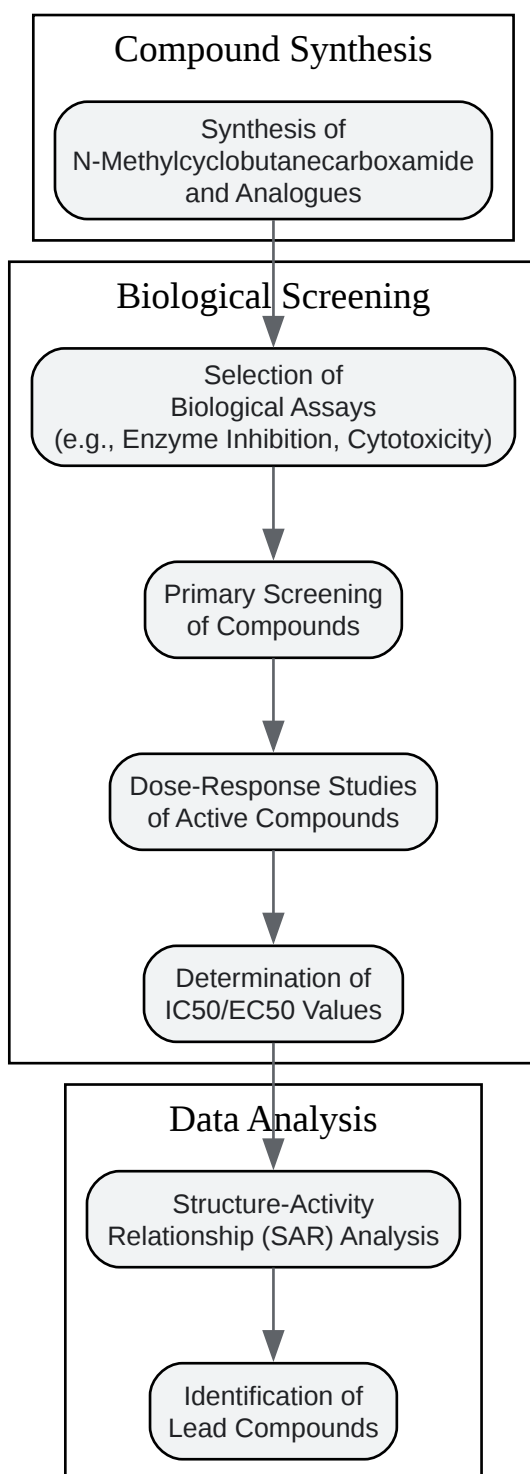 Compound Synthesis
Synthesis of
N-Methylcyclobutanecarboxamide
and Analogues
Biological Screening
Selection of
Biological Assays
(e.g., Enzyme Inhibition, Cytotoxicity)
Primary Screening
of Compounds
Dose-Response Studies
of Active Compounds
Determination of
IC50/EC50 Values
Data Analysis
Structure-Activity
Relationship (SAR) Analysis
Identification of
Lead Compounds